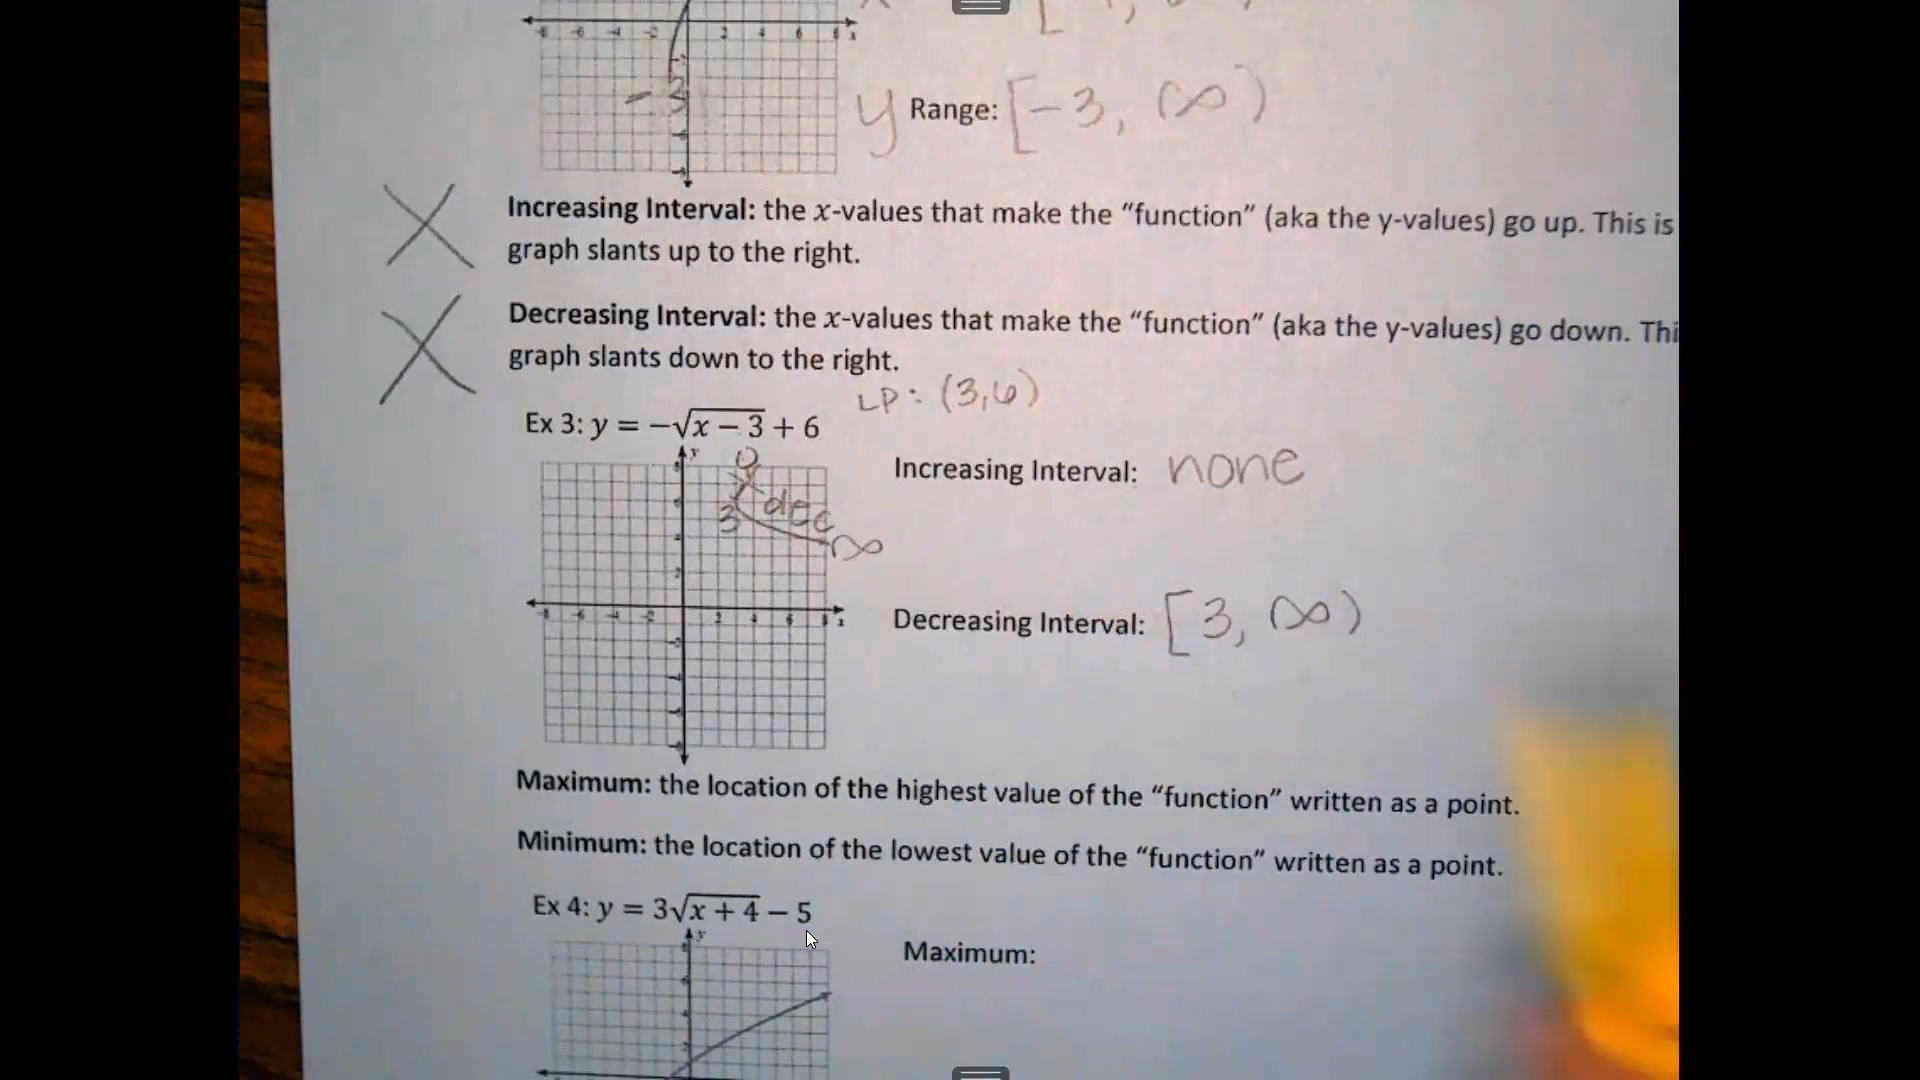 y Range: [-3, ∞)
-3
X
Increasing Interval: the x-values that make the “function” (aka the y-values) go up. This is
graph slants up to the right.
X
Decreasing Interval: the x-values that make the “function” (aka the y-values) go down. Thi
graph slants down to the right.
LP: (3,6)
Ex 3: y = −√x − 3 + 6
Increasing Interval: none
y
dec
3
∞
Decreasing Interval: [3, ∞)
x
Maximum: the location of the highest value of the “function” written as a point.
Minimum: the location of the lowest value of the “function” written as a point.
Ex 4: y = 3√x + 4 − 5
y
Maximum: